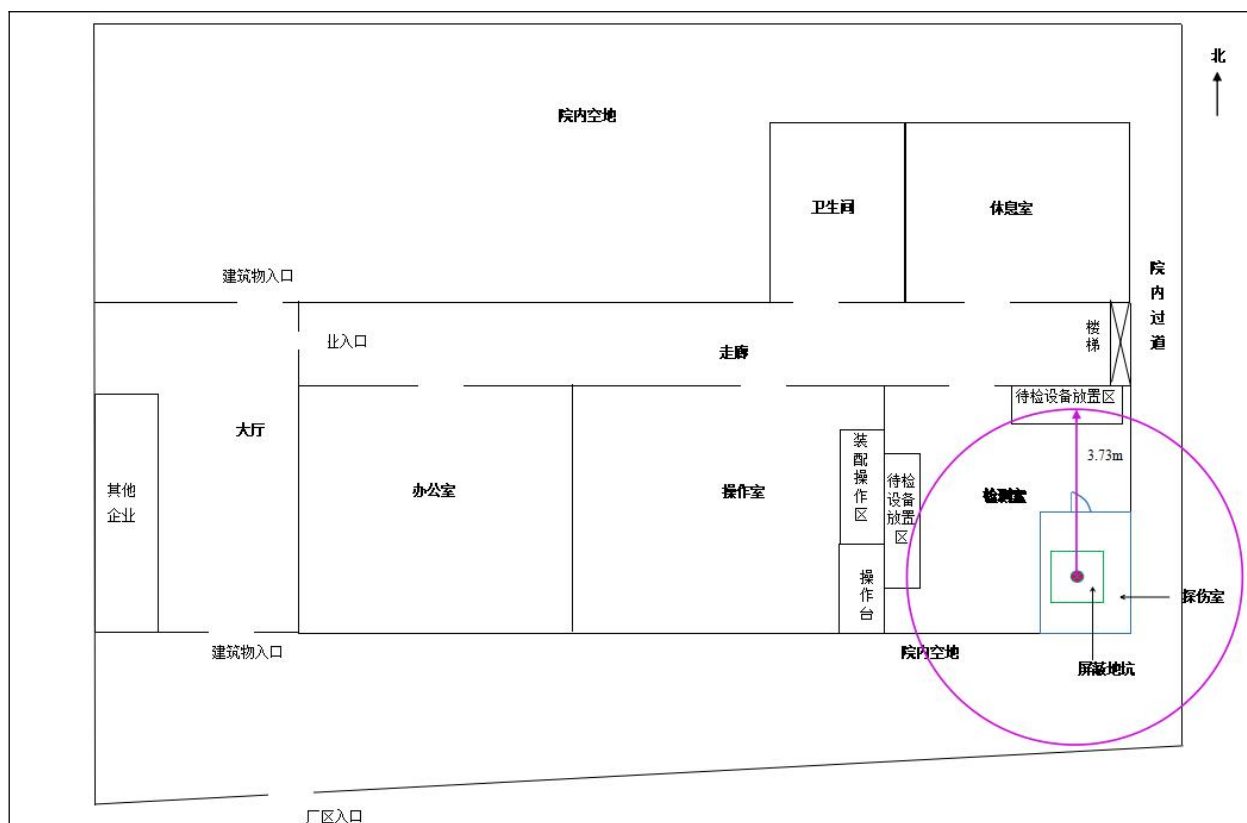 北
院内空地
卫生间
休息室
建筑物入口
院
内
过
道
业入口
走廊
楼
梯
待检设备放置区
大厅
办公室
操作室
装
配
操
作
区
待检
设备
放置
区
3.73m
检测室
其他
企业
操
作
台
探伤室
建筑物入口
院内空地
屏蔽地坑
厂区入口